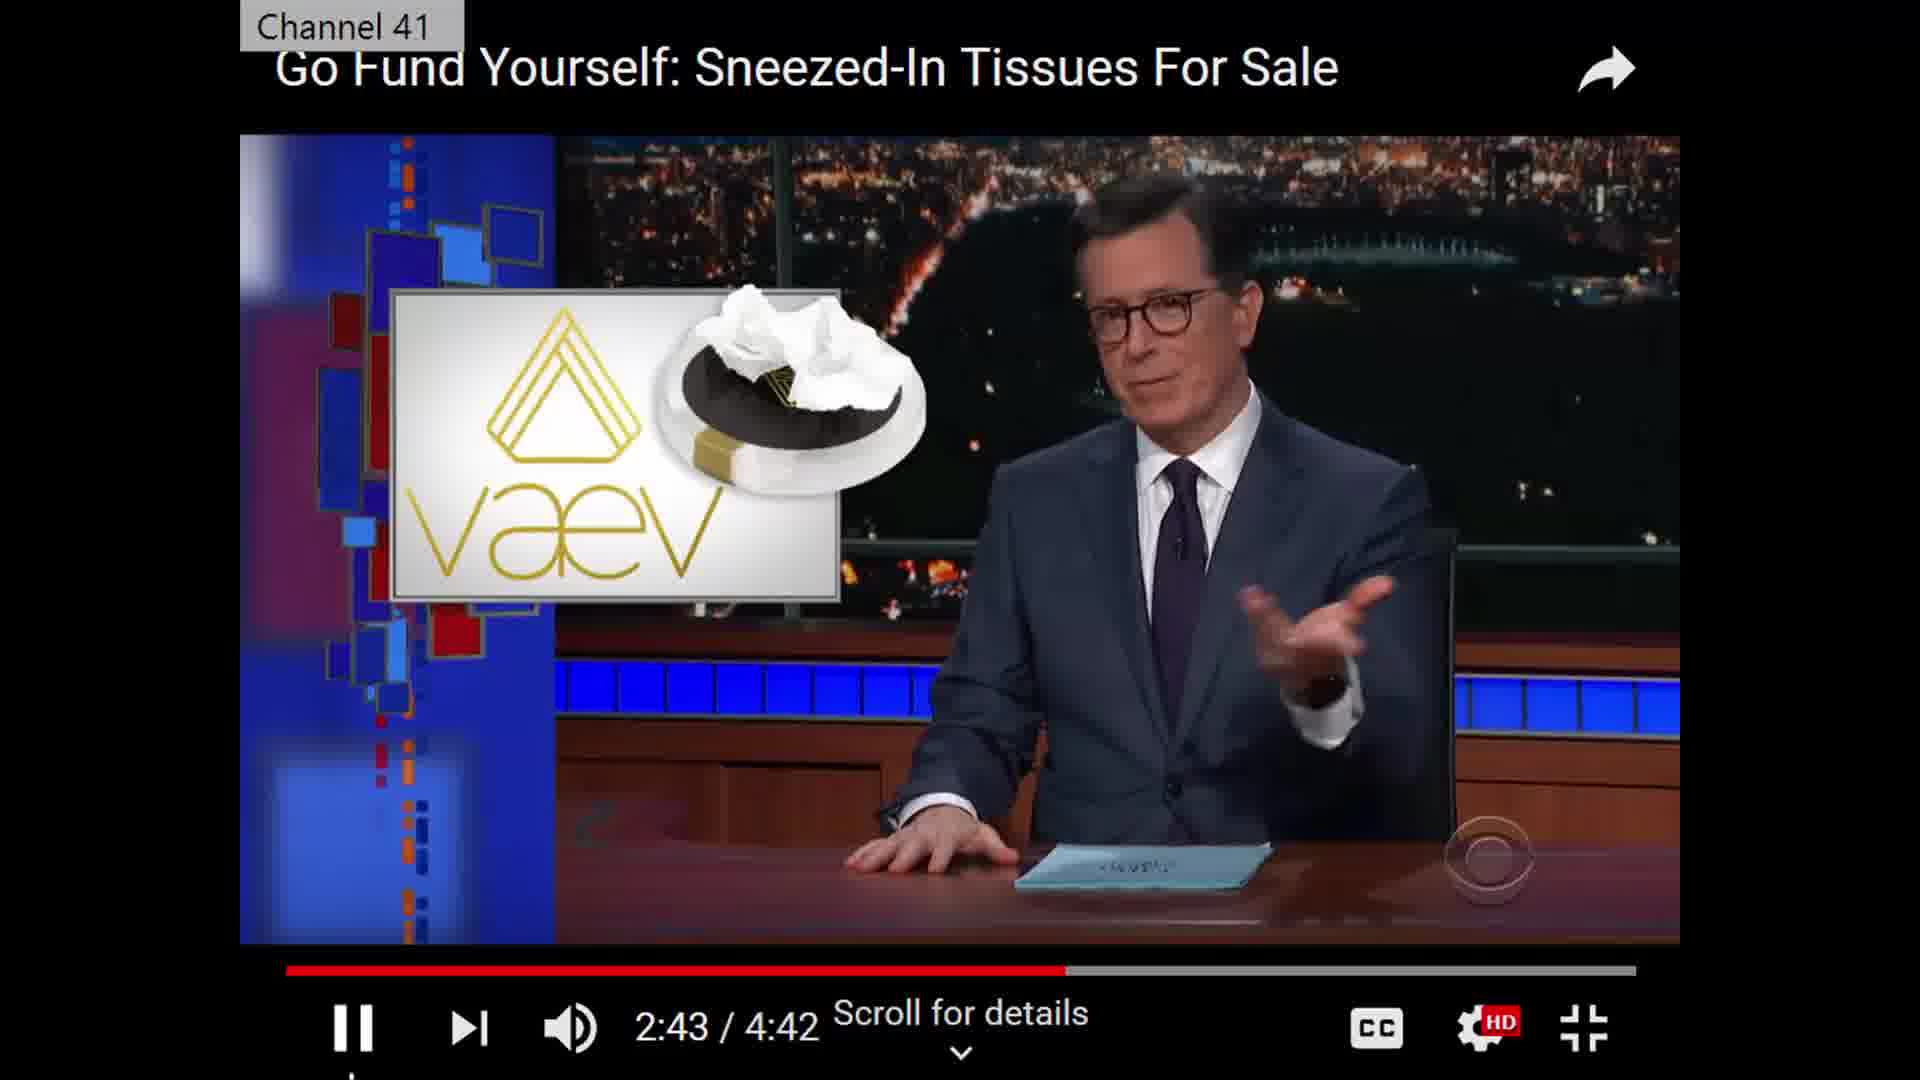 Channel 41
Go Fund Yourself: Sneezed-In Tissues For Sale
vaev
2:43 / 4:42
Scroll for details
CC
HD